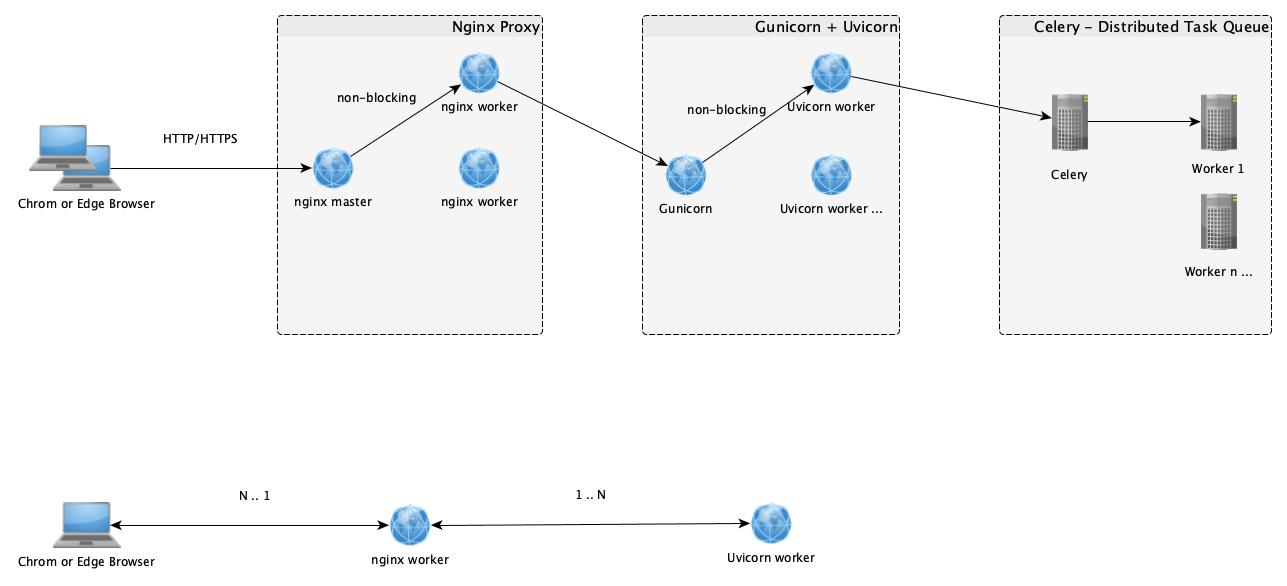 Nginx Proxy
Gunicorn + Uvicorn
Celery – Distributed Task Queue
non–blocking
nginx worker
non–blocking
Uvicorn worker
HTTP/HTTPS
Chrom or Edge Browser
nginx master
nginx worker
Gunicorn
Uvicorn worker ...
Celery
Worker 1
Worker n ...
N .. 1
1 .. N
Chrom or Edge Browser
nginx worker
Uvicorn worker